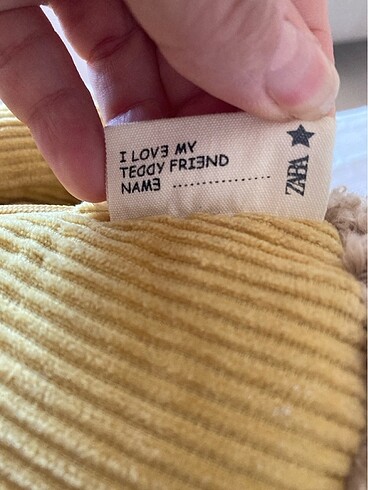 I LOVE MY
TEDDY FRIEND
NAME ..................
ZARA